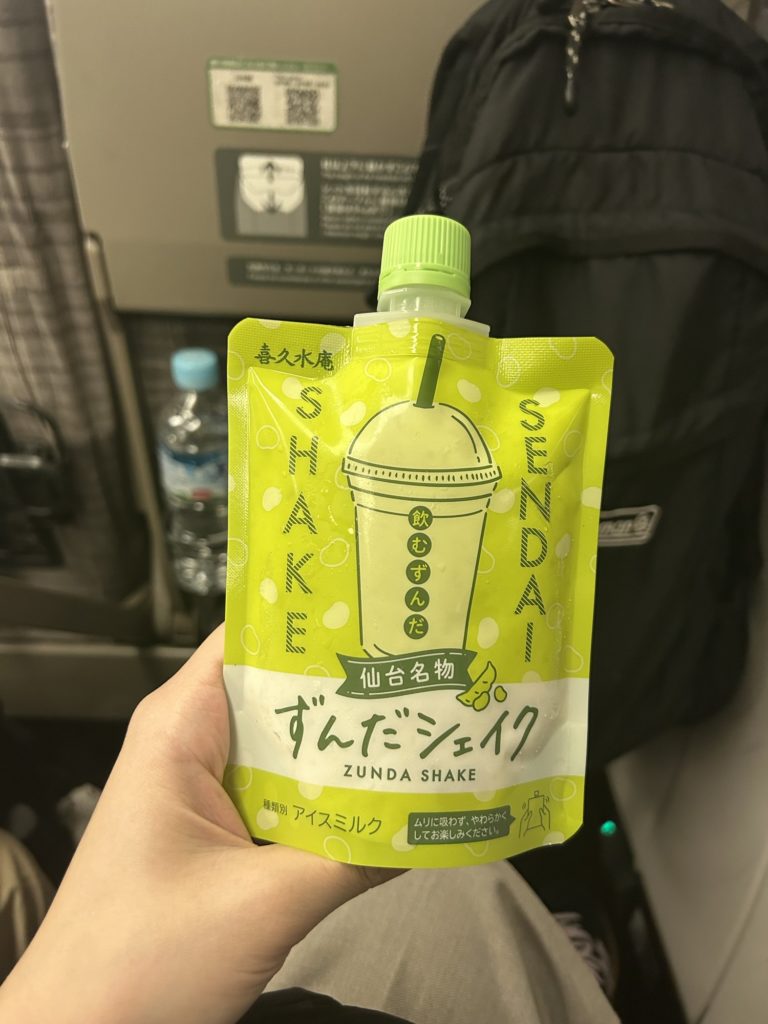 喜久水庵
SHAKE
SENDAI
飲むずんだ
仙台名物
ずんだシェイク
ZUNDA SHAKE
種類別 アイスミルク
ムリに吸わず、やわらかく
してお楽しみください。